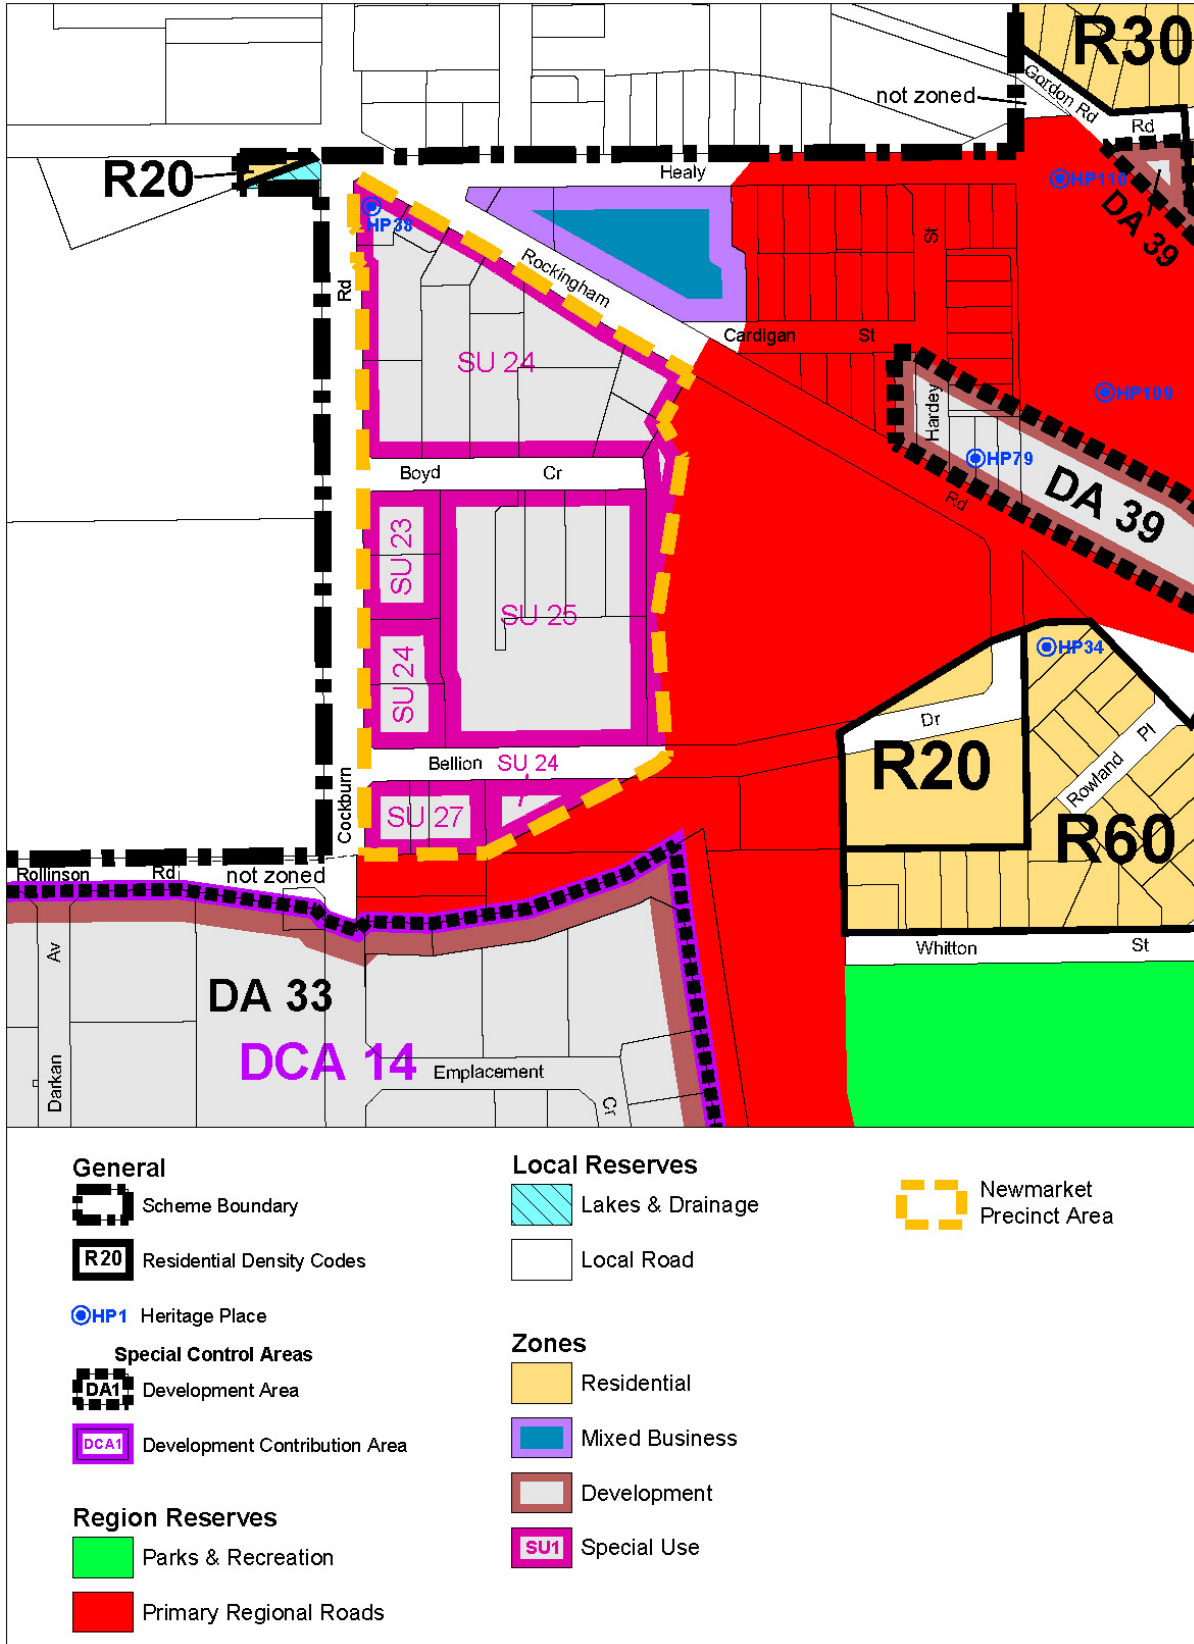 R30
Gordon Rd
not zoned
Rd
R20
Healy
HP110
HP38
DA 39
St
Rd
Rockingham
Cardigan
St
SU 24
HP109
Hardey
HP79
Boyd
Cr
DA 39
Rd
SU 23
SU 25
HP34
SU 24
Dr
Pl
R20
Bellion
SU 24
Rowland
Cockburn
SU 27
R60
Rollinson
Rd
not zoned
Whitton
St
Av
DA 33
DCA 14
Emplacement
Darkan
Cr
General
Scheme Boundary
R20
Residential Density Codes
HP1
Heritage Place
Special Control Areas
DA1
Development Area
DCA1
Development Contribution Area
Region Reserves
Parks & Recreation
Primary Regional Roads
Local Reserves
Lakes & Drainage
Local Road
Zones
Residential
Mixed Business
Development
SU1
Special Use
Newmarket
Precinct Area